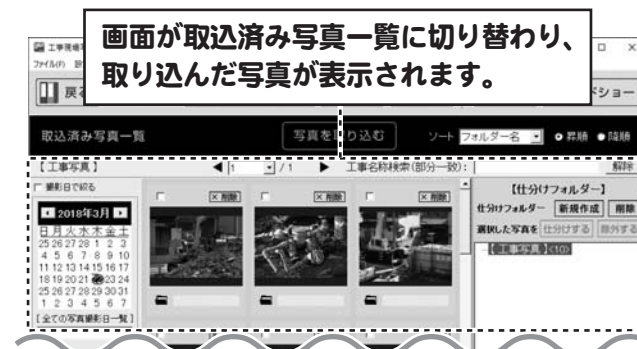 画面が取込済み写真一覧に切り替わり、
取り込んだ写真が表示されます。
工事現場
ファイル(F)
戻
ドショー
取込済み写真一覧
写真を取り込む
ソート フォルダー名 昇順 降順
【工事写真】
1 / 1
工事名称検索(部分一致):
解除
撮影日で絞る
2018年3月
日 月 火 水 木 金 土
25 26 27 28 1 2 3
4 5 6 7 8 9 10
11 12 13 14 15 16 17
18 19 20 21 23 24
25 26 27 28 29 30 31
1 2 3 4 5 6 7
[全ての写真撮影日一覧]
×削除
×削除
×削除
【仕分けフォルダー】
仕分けフォルダー 新規作成 削除
選択した写真を 仕分けする 除外する
【工事写真】<10>